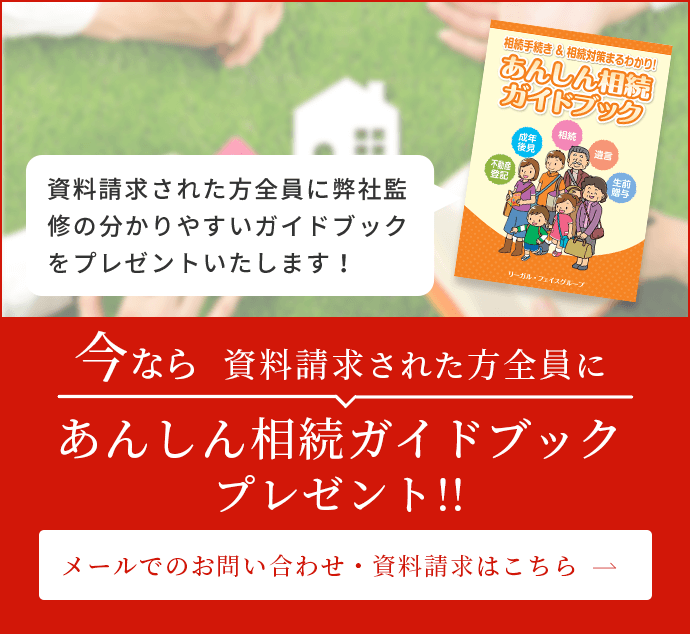 相続手続き & 相続対策まるわかり!
あんしん相続
ガイドブック
成年
後見
相続
遺言
不動産
登記
生前
贈与
リーガル・フェイスグループ
資料請求された方全員に弊社監
修の分かりやすいガイドブック
をプレゼントいたします！
今なら 資料請求された方全員に
あんしん相続ガイドブック
プレゼント!!
メールでのお問い合わせ・資料請求はこちら →